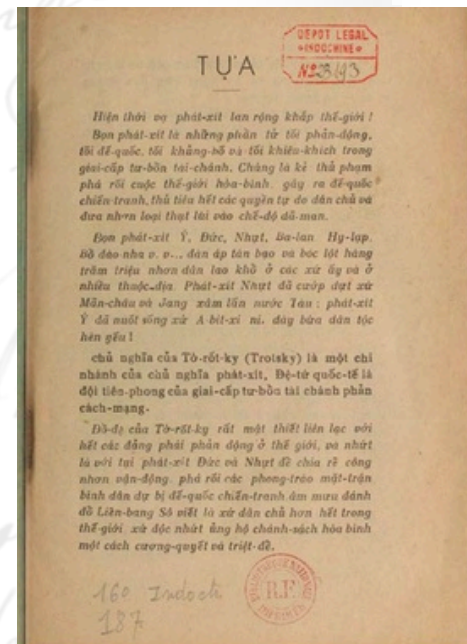 DEPOT LEGAL
INDOCHINE
TỰA
Hiện thời vạ phát-xít lan rộng khắp thế-giới !
Bọn phát-xít là những phần tử tối phản-động,
tối đế-quốc, tối khủng-bố và tối khiêu-khích trong
giai-cấp tư-bổn tài-chánh. Chúng là kẻ thủ phạm
phá rối cuộc thế-giới hòa-bình gây ra đế-quốc
chiến-tranh, thủ tiêu hết các quyền tự do dân chủ và
đưa nhơn loại thụt lùi vào chế-độ dã-man.
Bọn phát-xít Ý, Đức, Nhựt, Ba-lan Hy-lạp,
Bồ đào nha v. v... đàn áp tàn bạo và bóc lột hàng
trăm triệu nhơn dân lao khổ ở các xứ ấy và ở
nhiều thuộc-địa. Phát-xít Nhựt đã cướp dựt xứ
Mãn-châu và đang xâm lấn nước Tàu ; phát-xít
Ý đã nuốt sống xứ A-bit-xi ni, đày bừa dân tộc
hèn yếu !
chủ nghĩa của Tờ-rốt-ky (Trotsky) là một chi
nhánh của chủ nghĩa phát-xít, Đệ-tứ quốc-tế là
đội tiên-phong của giai-cấp tư-bổn tài chánh phản
cách-mạng.
Đồ-đệ của Tờ-rốt-ky rất mật thiết liên lạc với
hết các đảng phái phản động ở thế giới, và nhứt
là với tụi phát-xít Đức và Nhựt để chia rẽ công
nhơn vận-động, phá rối các phong-trào mặt-trận
bình dân dự bị đế-quốc chiến-tranh âm mưu đánh
đổ Liên-bang Sô viết là xứ dân chủ hơn hết trong
thế-giới, xứ độc nhứt ủng hộ chánh-sách hòa bình
một cách cương-quyết và triệt-để.
160 Indoch
187
R.F.